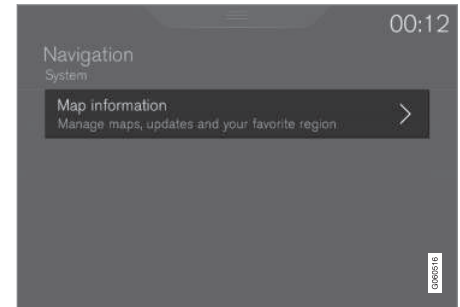 00:12
Navigation
System
Map information
Manage maps, updates and your favorite region
G060516